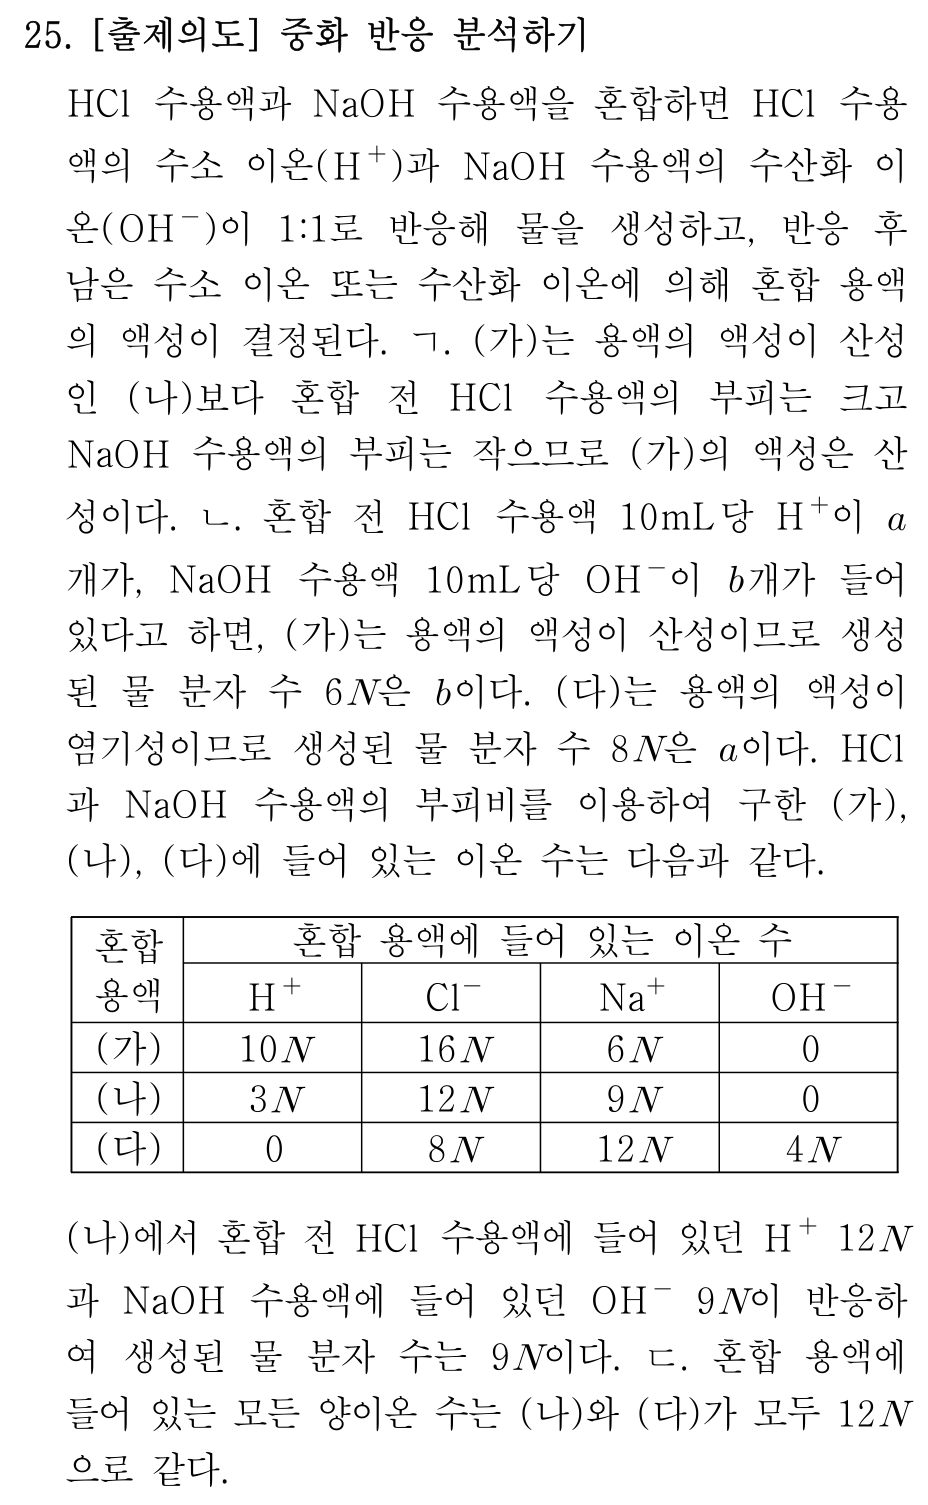 25. [출제의도] 중화 반응 분석하기
HCl 수용액과 NaOH 수용액을 혼합하면 HCl 수용
액의 수소 이온(H⁺)과 NaOH 수용액의 수산화 이
온(OH⁻)이 1:1로 반응해 물을 생성하고, 반응 후
남은 수소 이온 또는 수산화 이온에 의해 혼합 용액
의 액성이 결정된다. ㄱ. (가)는 용액의 액성이 산성
인 (나)보다 혼합 전 HCl 수용액의 부피는 크고
NaOH 수용액의 부피는 작으므로 (가)의 액성은 산
성이다. ㄴ. 혼합 전 HCl 수용액 10mL당 H⁺이 a
개가, NaOH 수용액 10mL당 OH⁻이 b개가 들어
있다고 하면, (가)는 용액의 액성이 산성이므로 생성
된 물 분자 수 6N은 b이다. (다)는 용액의 액성이
염기성이므로 생성된 물 분자 수 8N은 a이다. HCl
과 NaOH 수용액의 부피비를 이용하여 구한 (가),
(나), (다)에 들어 있는 이온 수는 다음과 같다.
혼합 용액 혼합 용액에 들어 있는 이온 수
H⁺ Cl⁻ Na⁺ OH⁻
(가) 10N 16N 6N 0
(나) 3N 12N 9N 0
(다) 0 8N 12N 4N
(나)에서 혼합 전 HCl 수용액에 들어 있던 H⁺ 12N
과 NaOH 수용액에 들어 있던 OH⁻ 9N이 반응하
여 생성된 물 분자 수는 9N이다. ㄷ. 혼합 용액에
들어 있는 모든 양이온 수는 (나)와 (다)가 모두 12N
으로 같다.